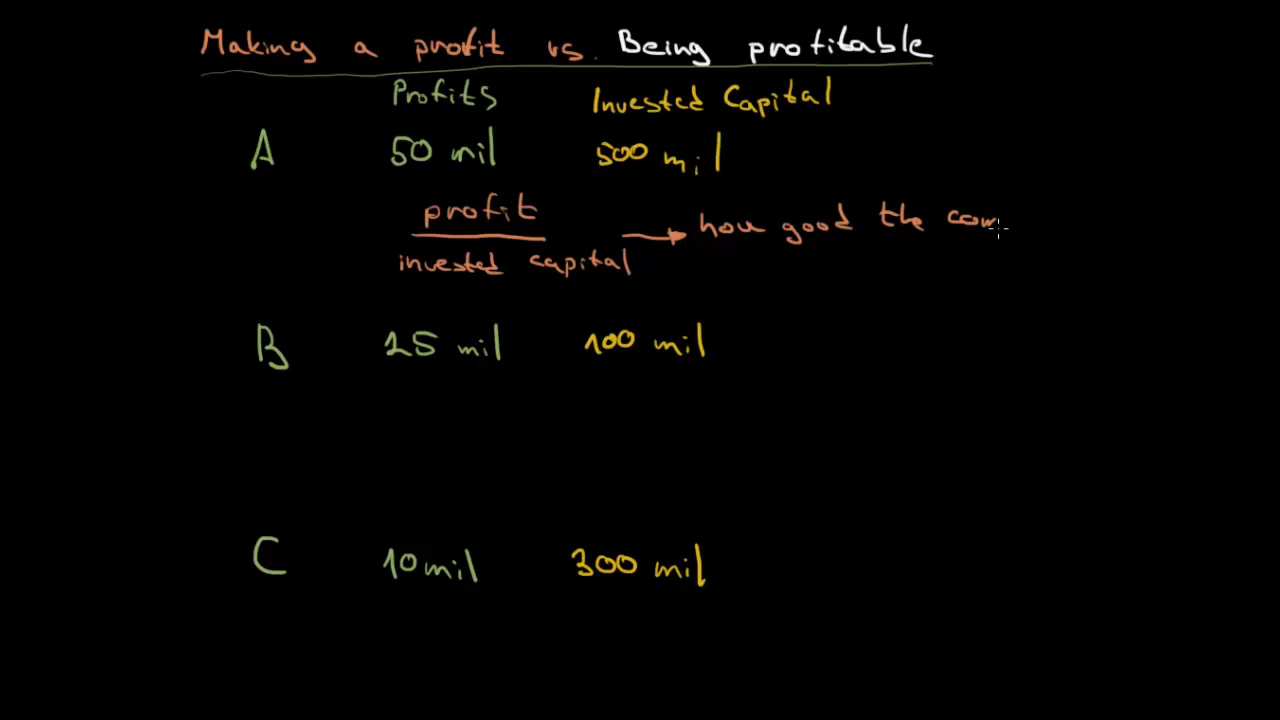 Making a profit vs. Being profitable
Profits Invested Capital
A 50 mil 500 mil
profit
invested capital → how good the com
B 25 mil 100 mil
C 10 mil 300 mil